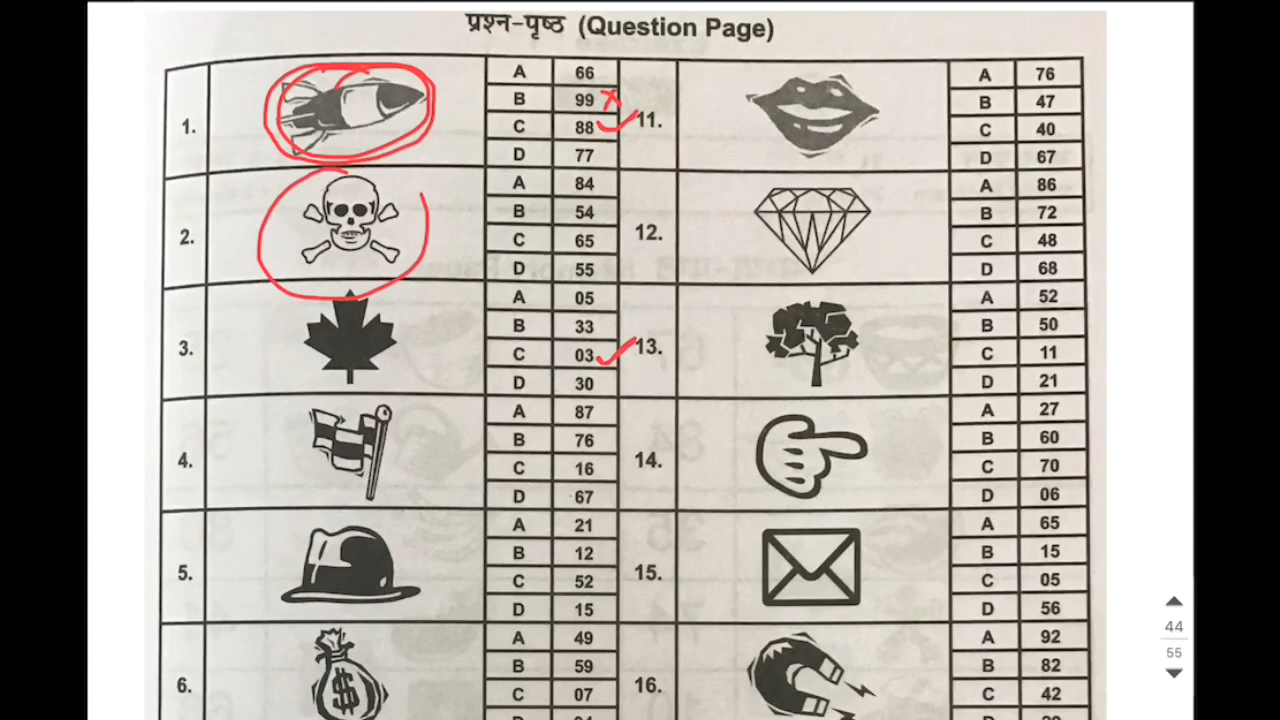 प्रश्न-पृष्ठ (Question Page)
1.
A 66
B 99
C 88
D 77
2.
A 84
B 54
C 65
D 55
3.
A 05
B 33
C 03
D 30
4.
A 87
B 76
C 16
D 67
5.
A 21
B 12
C 52
D 15
6.
$
A 49
B 59
C 07
11.
A 76
B 47
C 40
D 67
12.
A 86
B 72
C 48
D 68
13.
A 52
B 50
C 11
D 21
14.
A 27
B 60
C 70
D 06
15.
A 65
B 15
C 05
D 56
16.
A 92
B 82
C 42
44
55